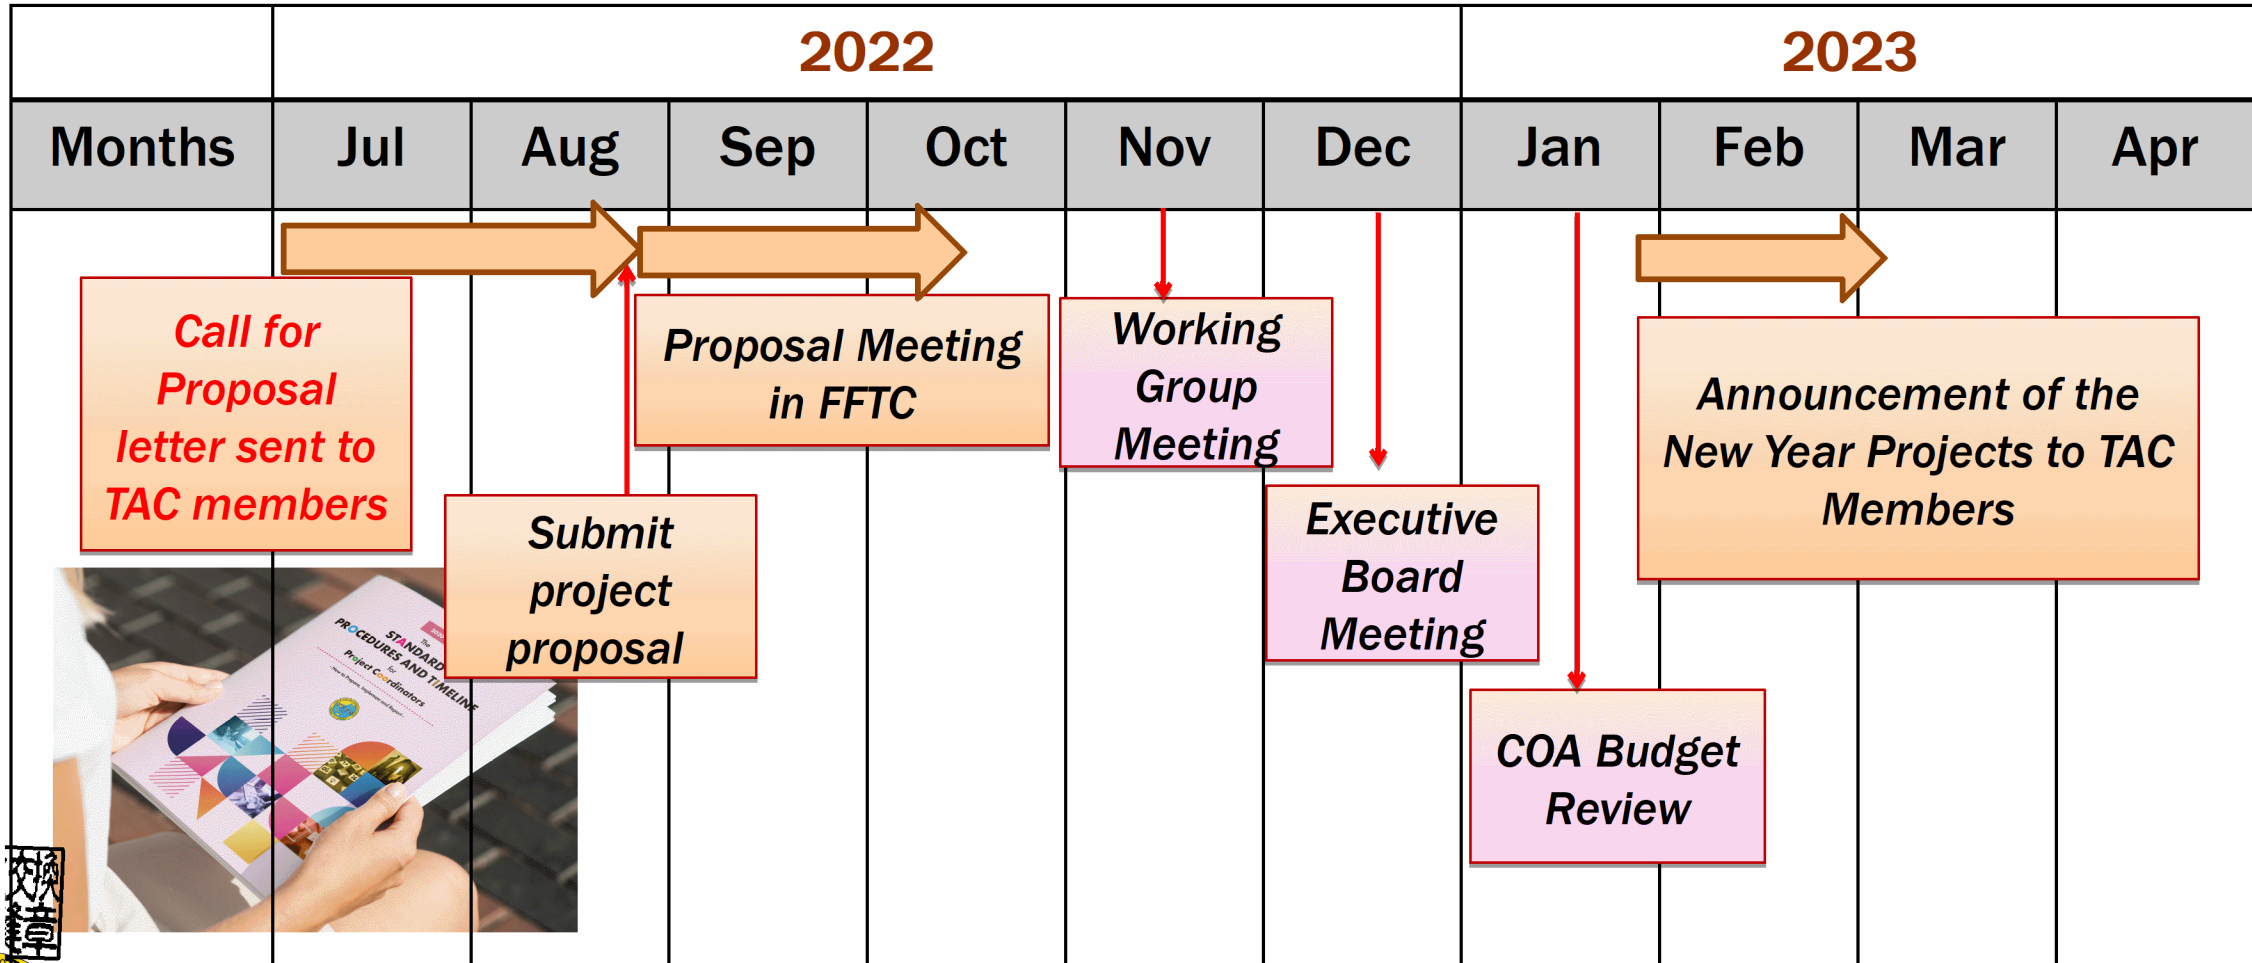 2022
2023
Months
Jul
Aug
Sep
Oct
Nov
Dec
Jan
Feb
Mar
Apr
Call for
Proposal
letter sent to
TAC members
Submit
project
proposal
Proposal Meeting
in FFTC
Working
Group
Meeting
Executive
Board
Meeting
COA Budget
Review
Announcement of the
New Year Projects to TAC
Members
The
STANDARD
PROCEDURES AND TIMELINE
for
Project Coordinators